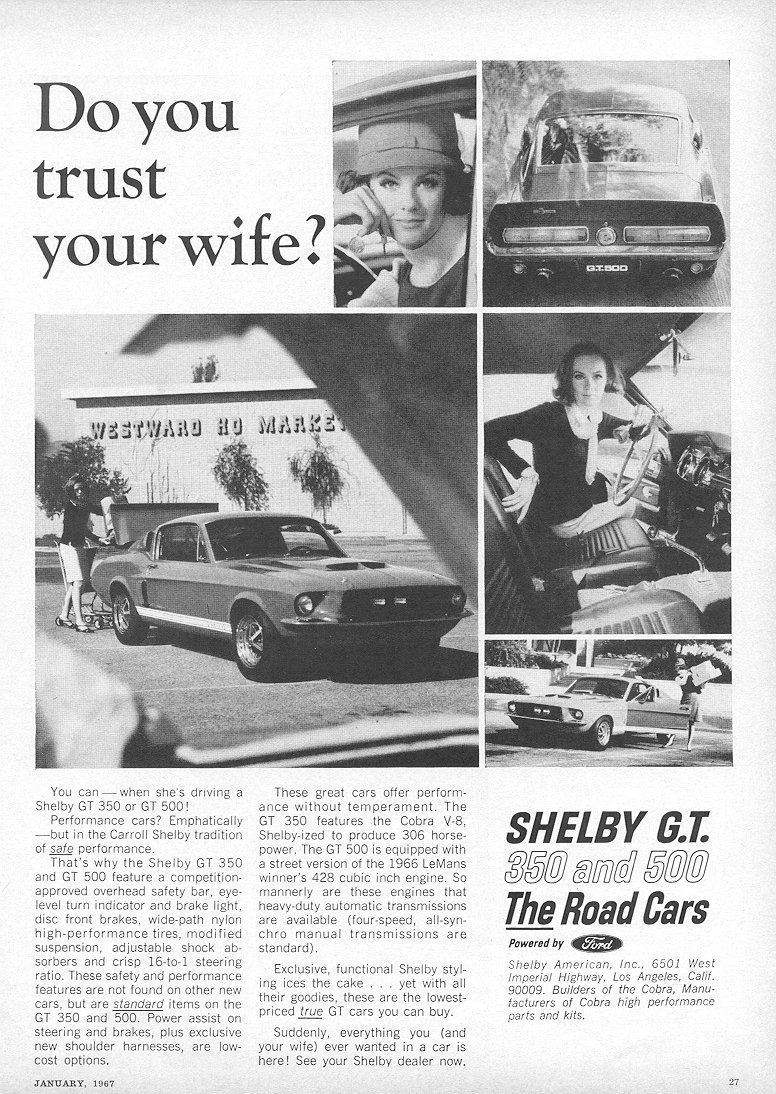 Do you
trust
your wife?
G.T.500
WESTWARD HO MARKE
You can — when she's driving a
Shelby GT 350 or GT 500!
Performance cars? Emphatically
—but in the Carroll Shelby tradition
of safe performance.
That's why the Shelby GT 350
and GT 500 feature a competition-
approved overhead safety bar, eye-
level turn indicator and brake light,
disc front brakes, wide-path nylon
high-performance tires, modified
suspension, adjustable shock ab-
sorbers and crisp 16-to-1 steering
ratio. These safety and performance
features are not found on other new
cars, but are standard items on the
GT 350 and 500. Power assist on
steering and brakes, plus exclusive
new shoulder harnesses, are low-
cost options.
These great cars offer perform-
ance without temperament. The
GT 350 features the Cobra V-8,
Shelby-ized to produce 306 horse-
power. The GT 500 is equipped with
a street version of the 1966 LeMans
winner's 428 cubic inch engine. So
mannerly are these engines that
heavy-duty automatic transmissions
are available (four-speed, all-syn-
chro manual transmissions are
standard).
Exclusive, functional Shelby styl-
ing ices the cake . . . yet with all
their goodies, these are the lowest-
priced true GT cars you can buy.
Suddenly, everything you (and
your wife) ever wanted in a car is
here! See your Shelby dealer now.
SHELBY G.T.
350 and 500
The Road Cars
Powered by Ford
Shelby American, Inc., 6501 West
Imperial Highway, Los Angeles, Calif.
90009. Builders of the Cobra, Manu-
facturers of Cobra high performance
parts and kits.
JANUARY, 1967
27